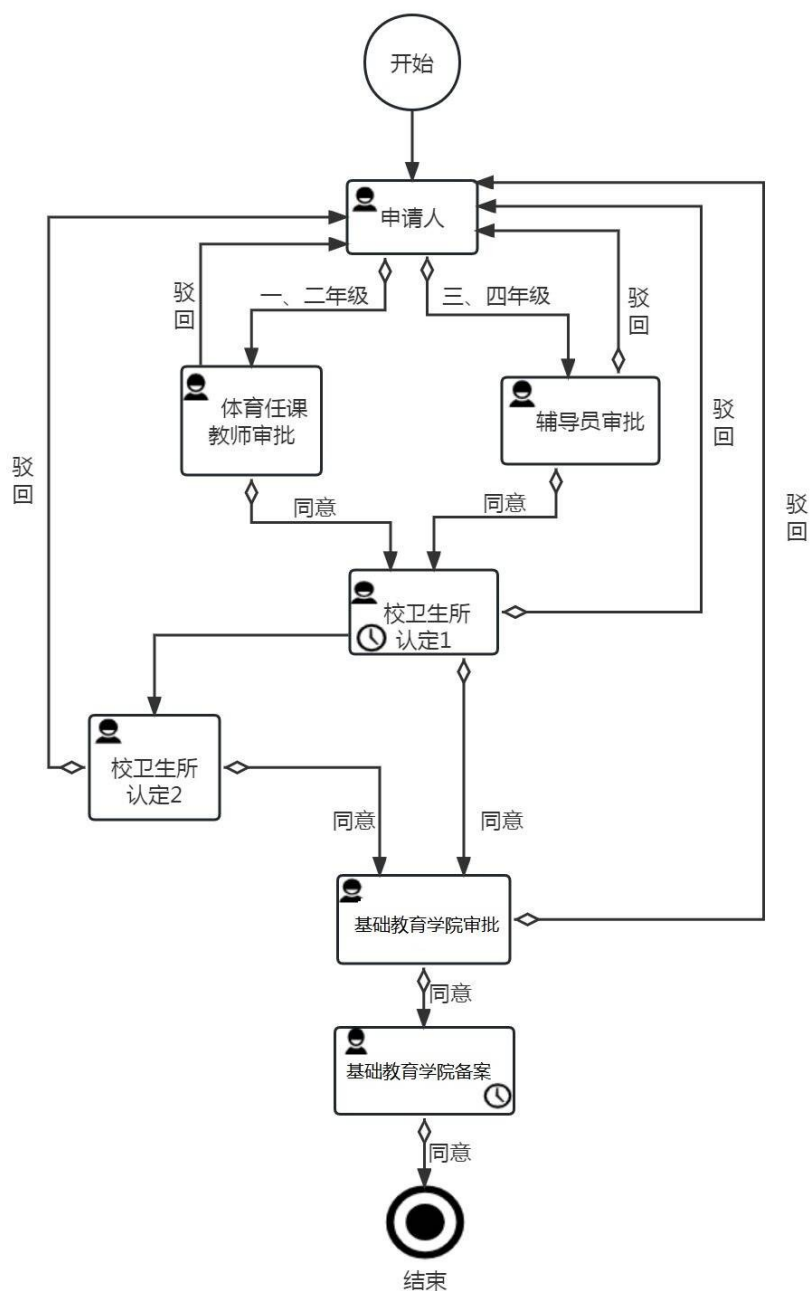 开始
申请人
一、二年级
三、四年级
驳
回
驳
回
体育任课
教师审批
辅导员审批
驳
回
驳
回
驳
回
同意
同意
校卫生所
认定1
校卫生所
认定2
同意
同意
基础教育学院审批
同意
基础教育学院备案
同意
结束